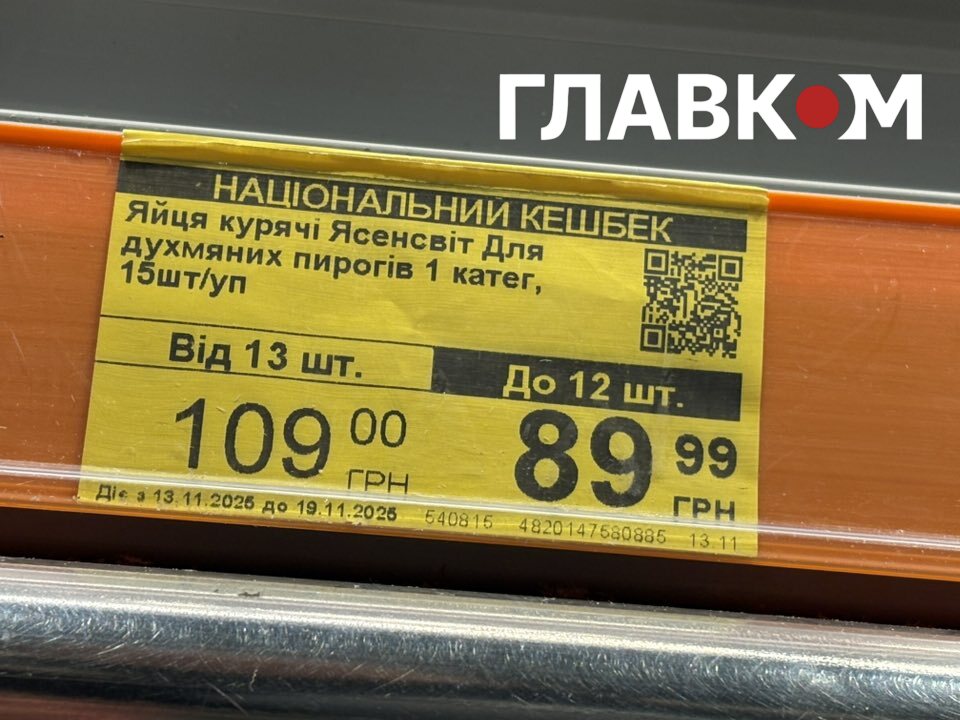 ГЛАВКОМ
НАЦІОНАЛЬНИЙ КЕШБЕК
Яйця курячі Ясенсвіт Для
духмяних пирогів 1 катег,
15шт/уп
Від 13 шт.
До 12 шт.
109 00
ГРН
89 99
ГРН
Діє з 13.11.2025 до 19.11.2025 540816 4820147580885 13.11